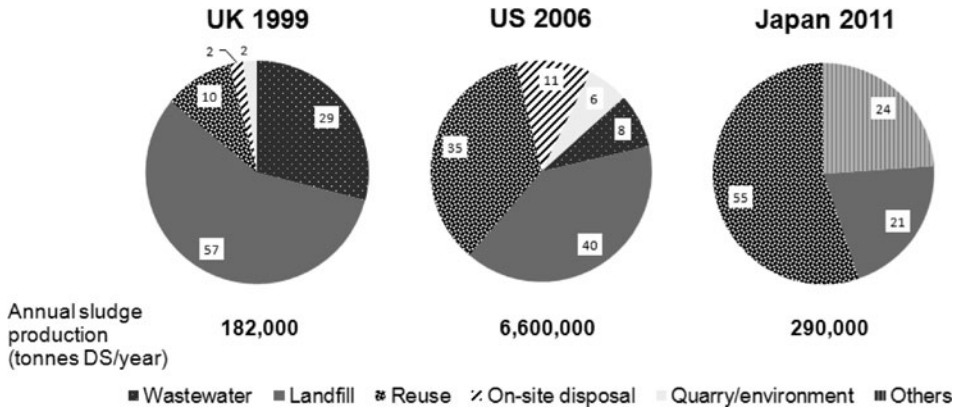 UK 1999
US 2006
Japan 2011
2
2
10
29
57
11
6
8
35
40
24
55
21
Annual sludge
production
(tonnes DS/year)
182,000
6,600,000
290,000
Wastewater
Landfill
Reuse
On-site disposal
Quarry/environment
Others